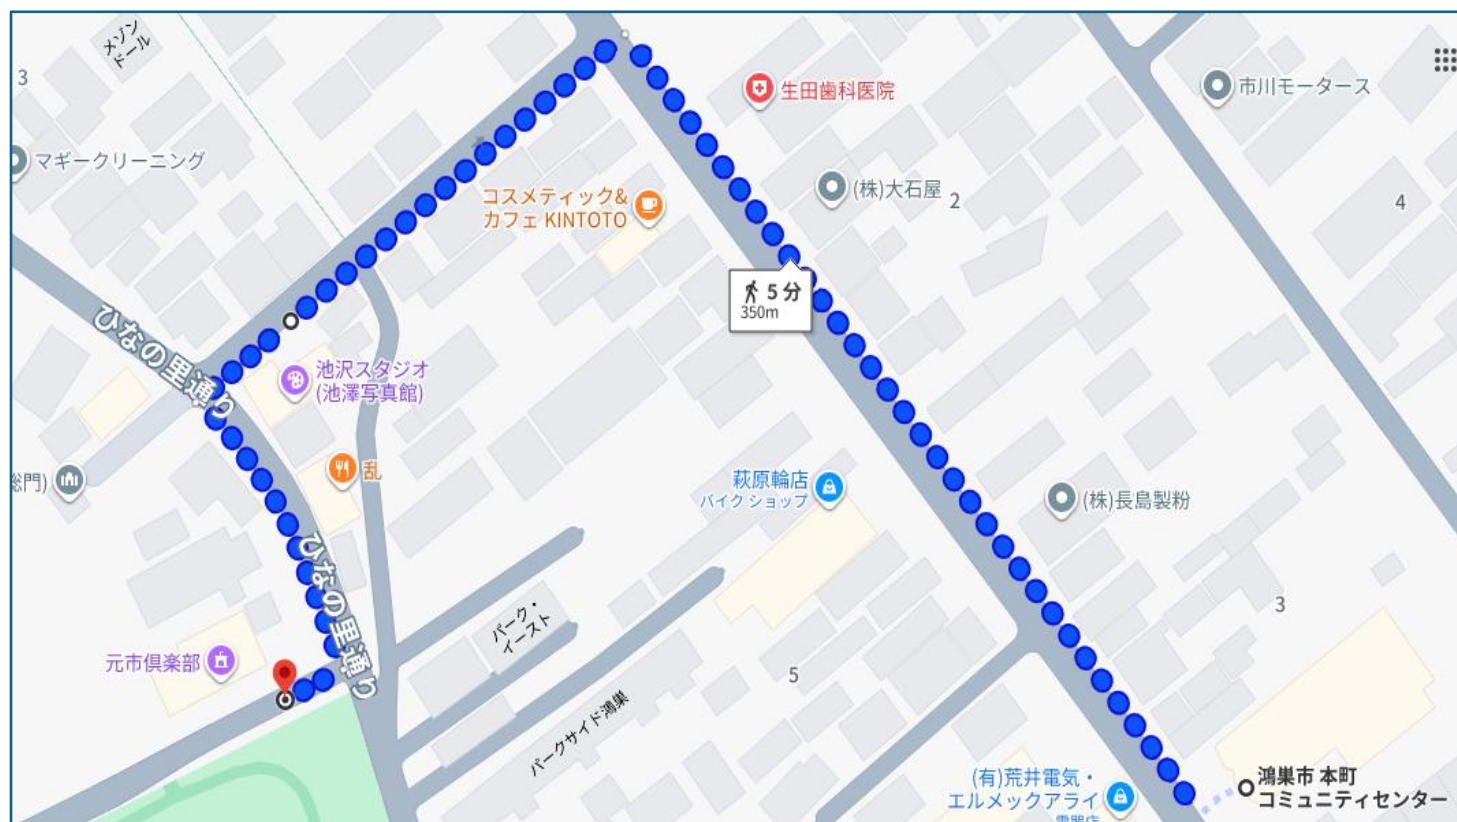 メゾン
ドール
3
マギークリーニング
生田歯科医院
市川モータース
コスメティック&
カフェ KINTOTO
(株)大石屋
2
4
5 分
350m
ひなの里通り
池沢スタジオ
(池澤写真館)
乱
総門)
萩原輪店
バイク ショップ
(株)長島製粉
ひなの里通り
パーク・
イースト
元市倶楽部
3
5
パークサイド鴻巣
(有)荒井電気・
エルメックアライ
鴻巣市 本町
コミュニティセンター